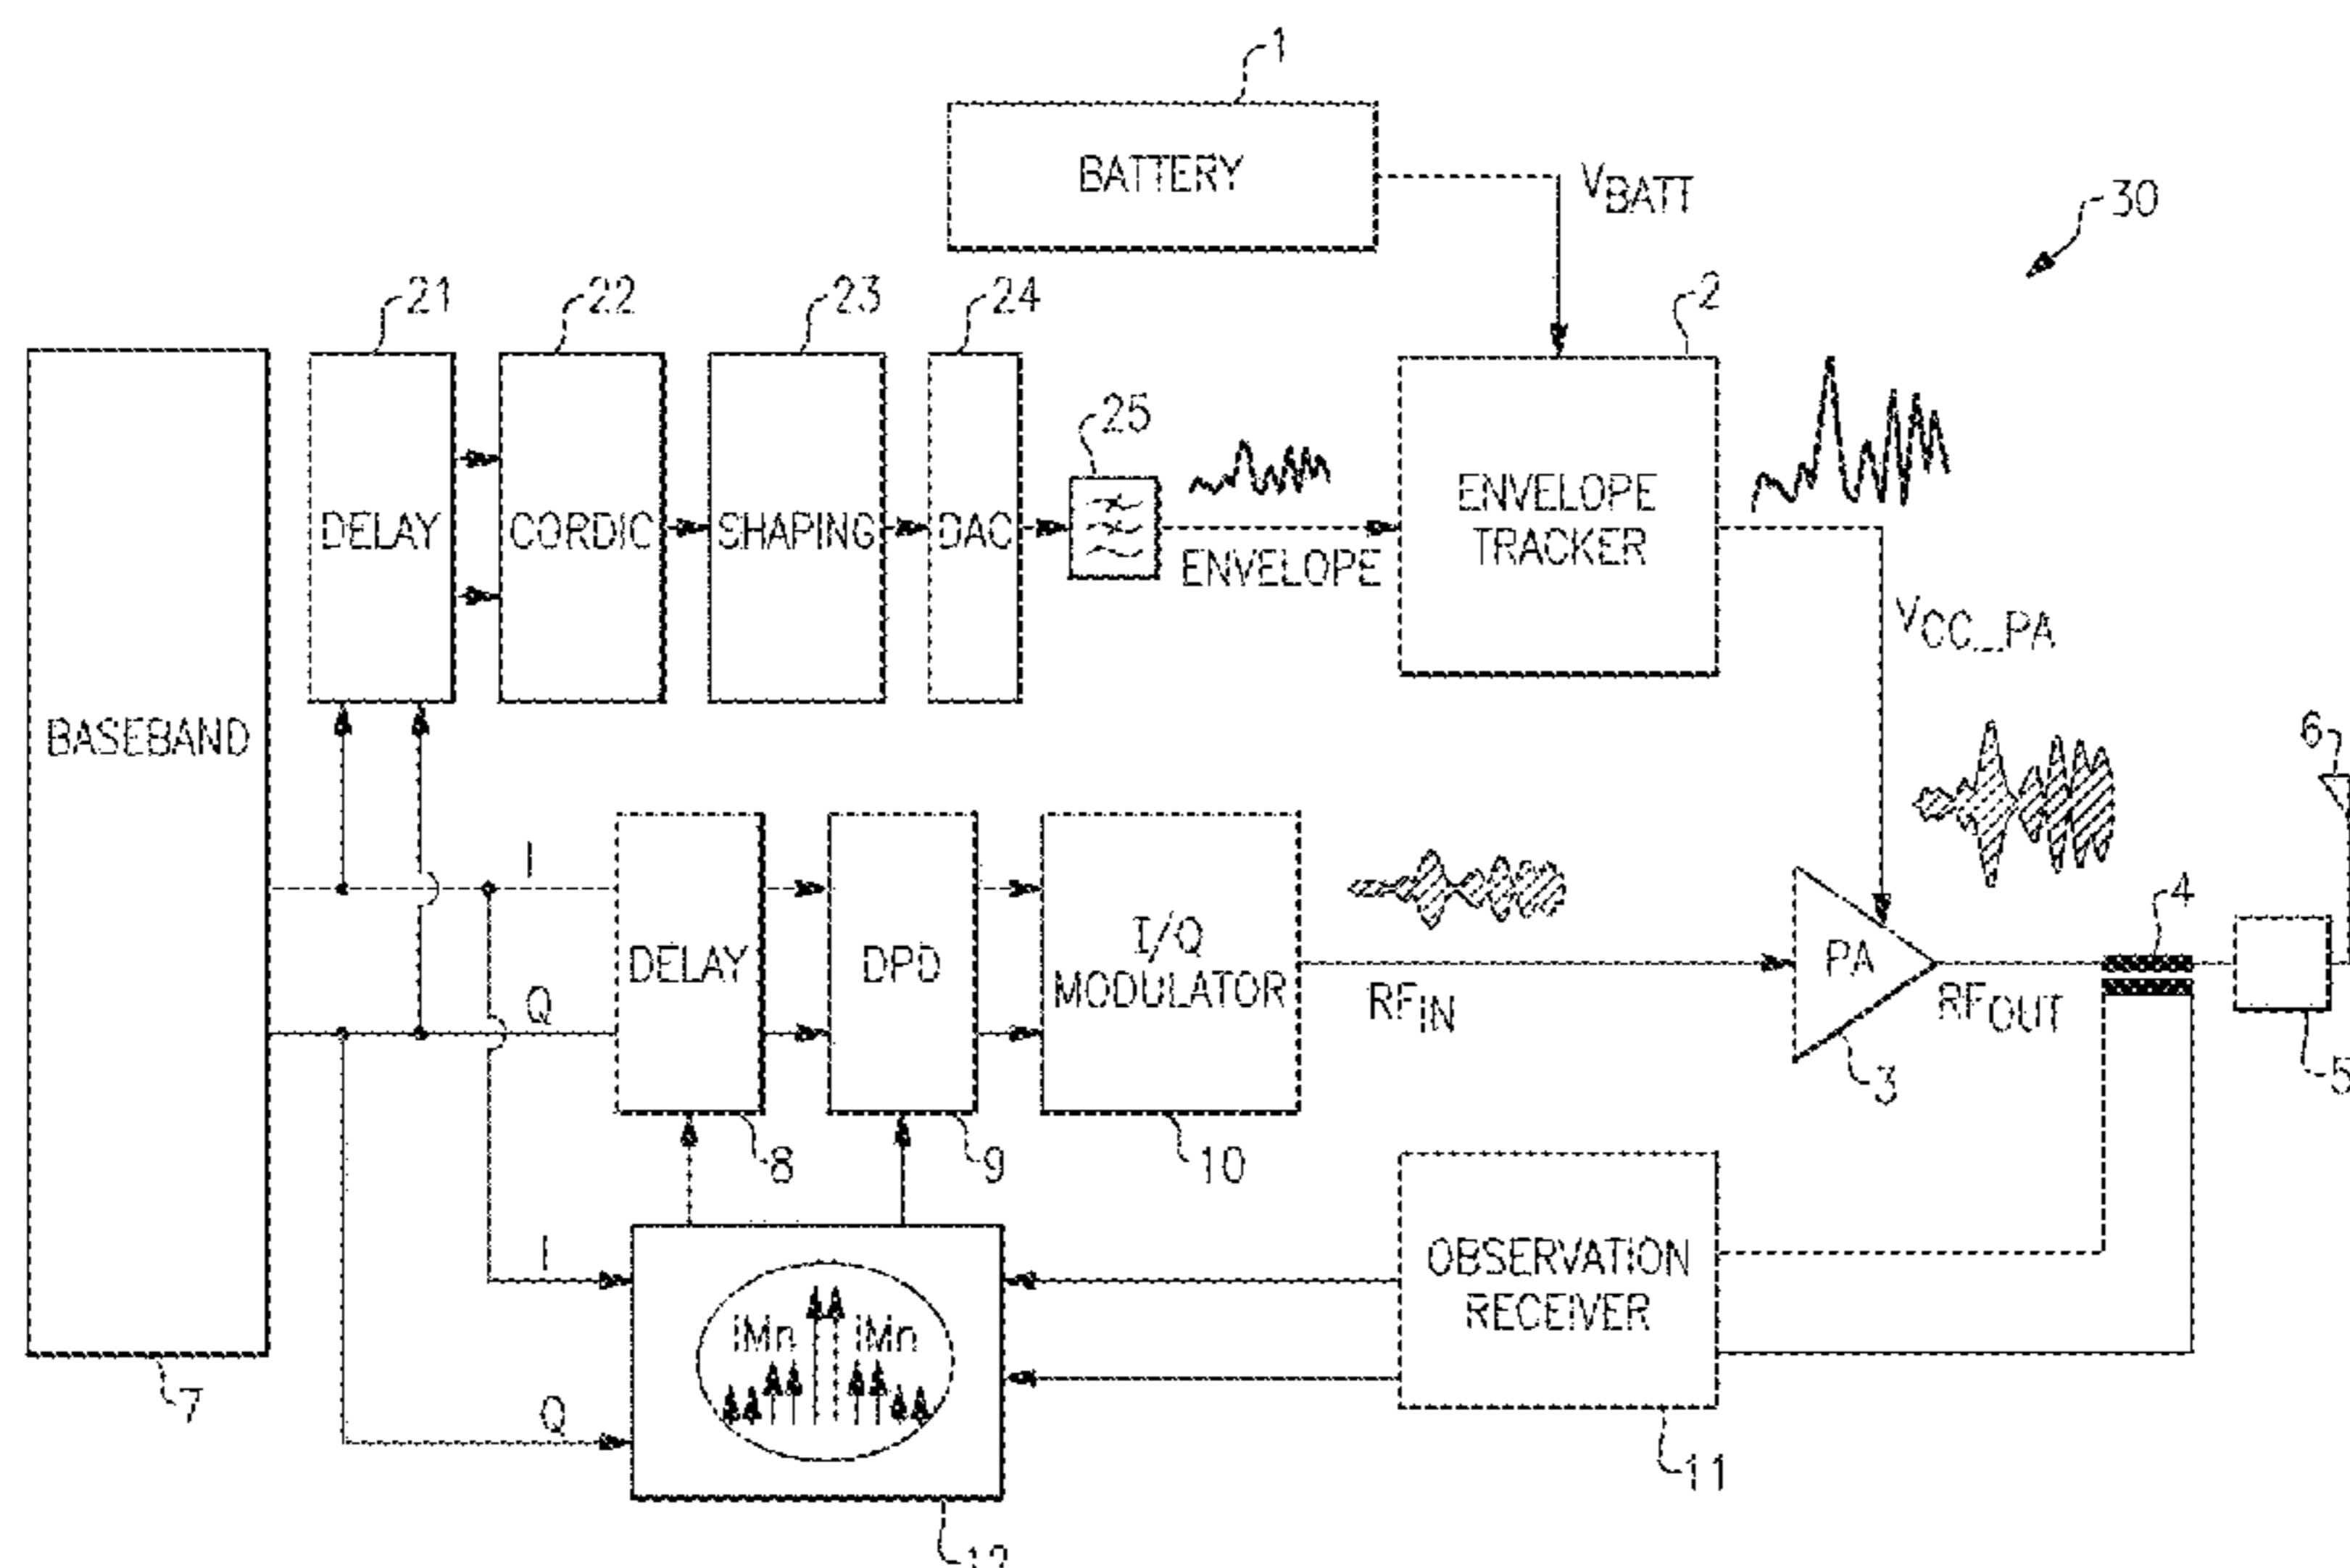 1
BATTERY
VBATT
30
21
22
23
24
2
25
DELAY
CORDIC
SHAPING
DAC
ENVELOPE
ENVELOPE
TRACKER
VCC_PA
BASEBAND
6
I
DELAY
DPD
I/Q
MODULATOR
Q
RFIN
PA
RFOUT
4
3
5
8
9
10
I
OBSERVATION
RECEIVER
IMn
IMn
7
Q
11